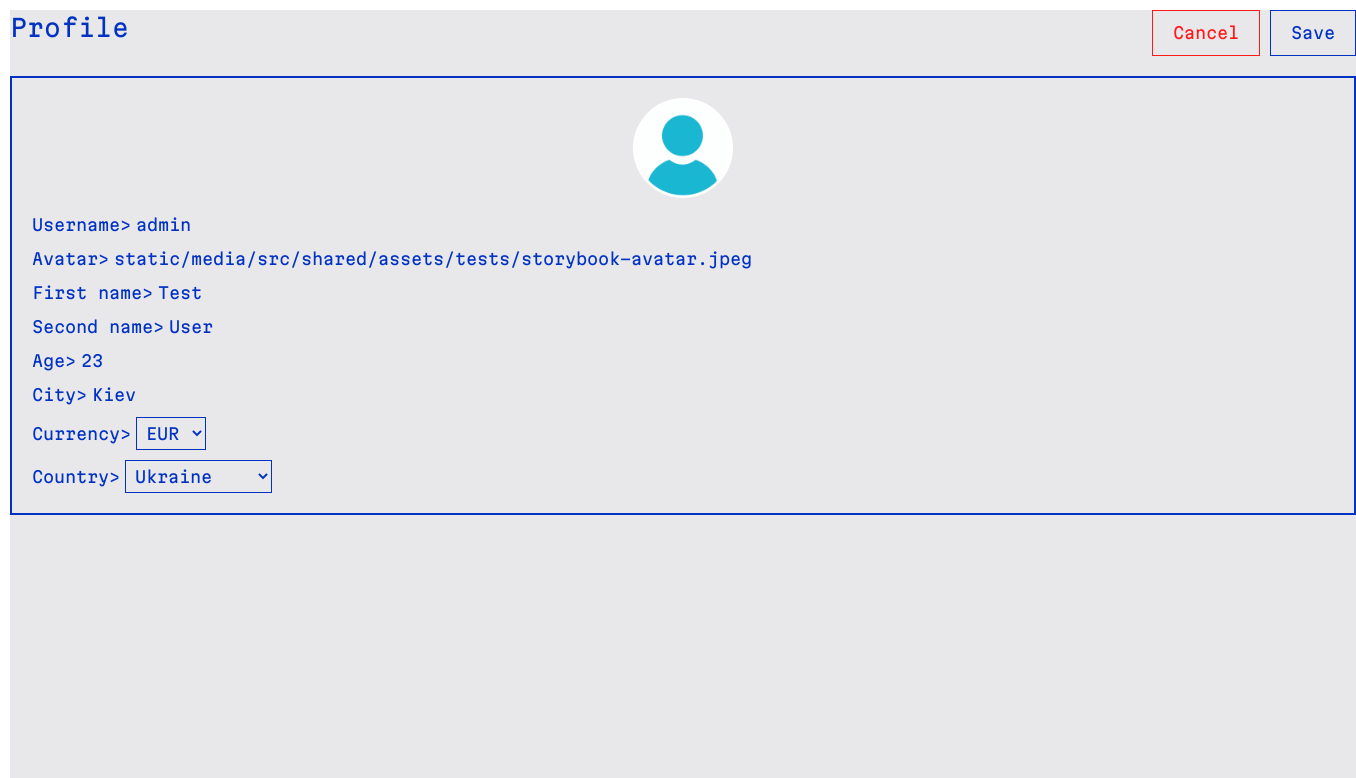 Profile
Cancel
Save
Username> admin
Avatar> static/media/src/shared/assets/tests/storybook-avatar.jpeg
First name> Test
Second name> User
Age> 23
City> Kiev
Currency> EUR
Country> Ukraine